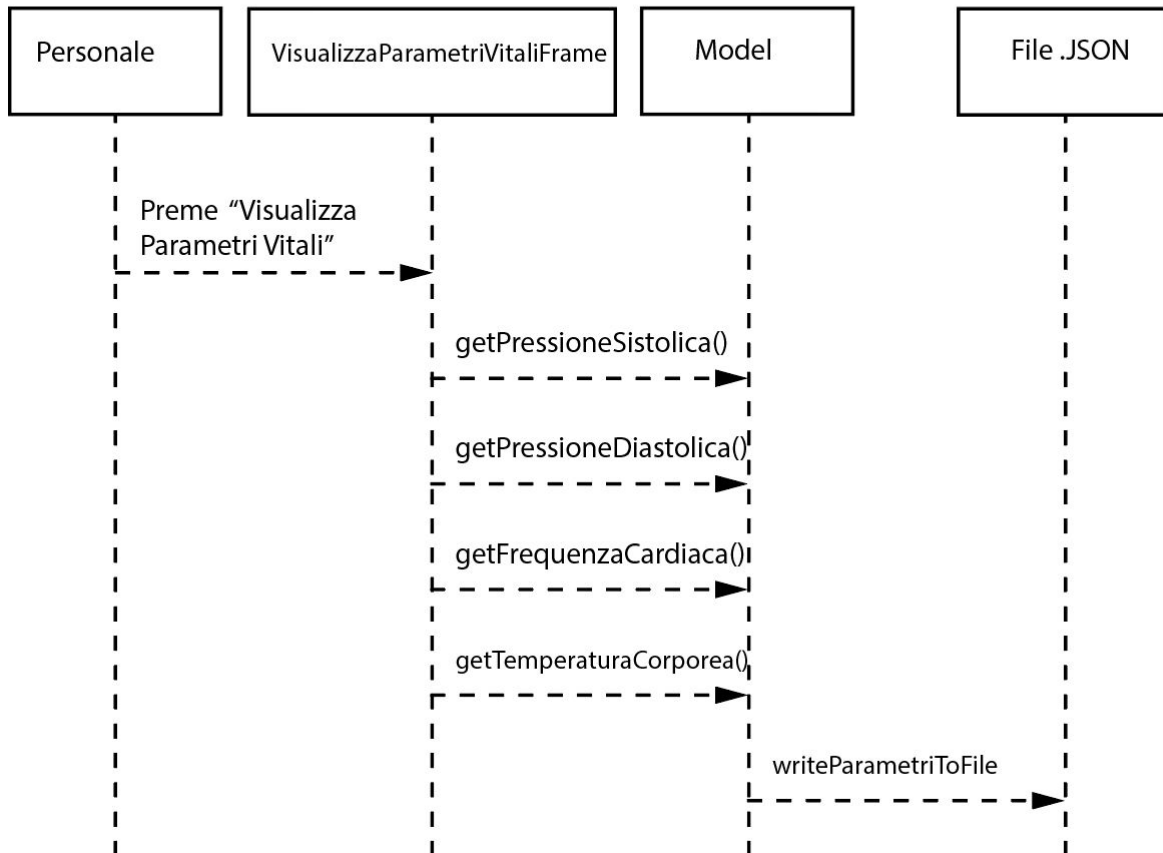 Personale
VisualizzaParametriVitaliFrame
Model
File .JSON
Preme “Visualizza
Parametri Vitali”
getPressioneSistolica()
getPressioneDiastolica()
getFrequenzaCardiaca()
getTemperaturaCorporea()
writeParametriToFile